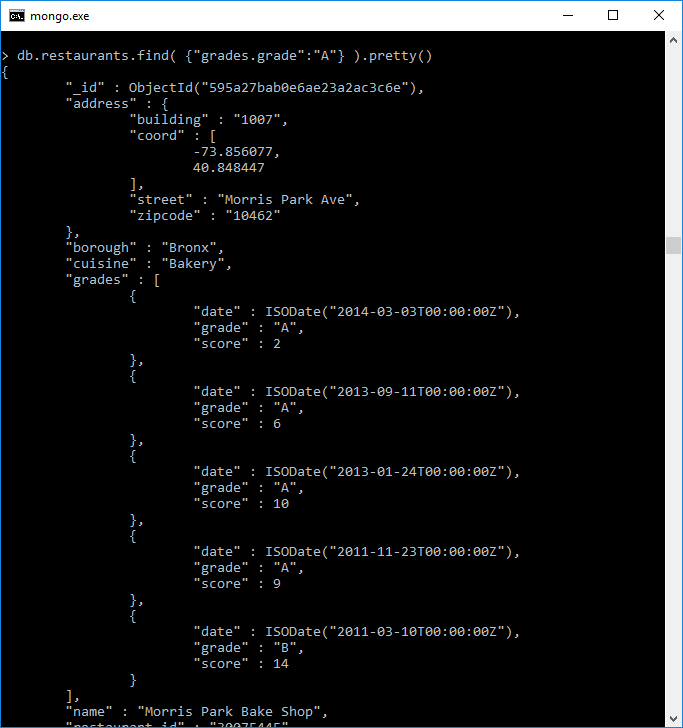 mongo.exe
> db.restaurants.find( {"grades.grade":"A"} ).pretty()
{
"_id" : ObjectId("595a27bab0e6ae23a2ac3c6e"),
"address" : {
"building" : "1007",
"coord" : [
-73.856077,
40.848447
],
"street" : "Morris Park Ave",
"zipcode" : "10462"
},
"borough" : "Bronx",
"cuisine" : "Bakery",
"grades" : [
{
"date" : ISODate("2014-03-03T00:00:00Z"),
"grade" : "A",
"score" : 2
},
{
"date" : ISODate("2013-09-11T00:00:00Z"),
"grade" : "A",
"score" : 6
},
{
"date" : ISODate("2013-01-24T00:00:00Z"),
"grade" : "A",
"score" : 10
},
{
"date" : ISODate("2011-11-23T00:00:00Z"),
"grade" : "A",
"score" : 9
},
{
"date" : ISODate("2011-03-10T00:00:00Z"),
"grade" : "B",
"score" : 14
}
],
"name" : "Morris Park Bake Shop",